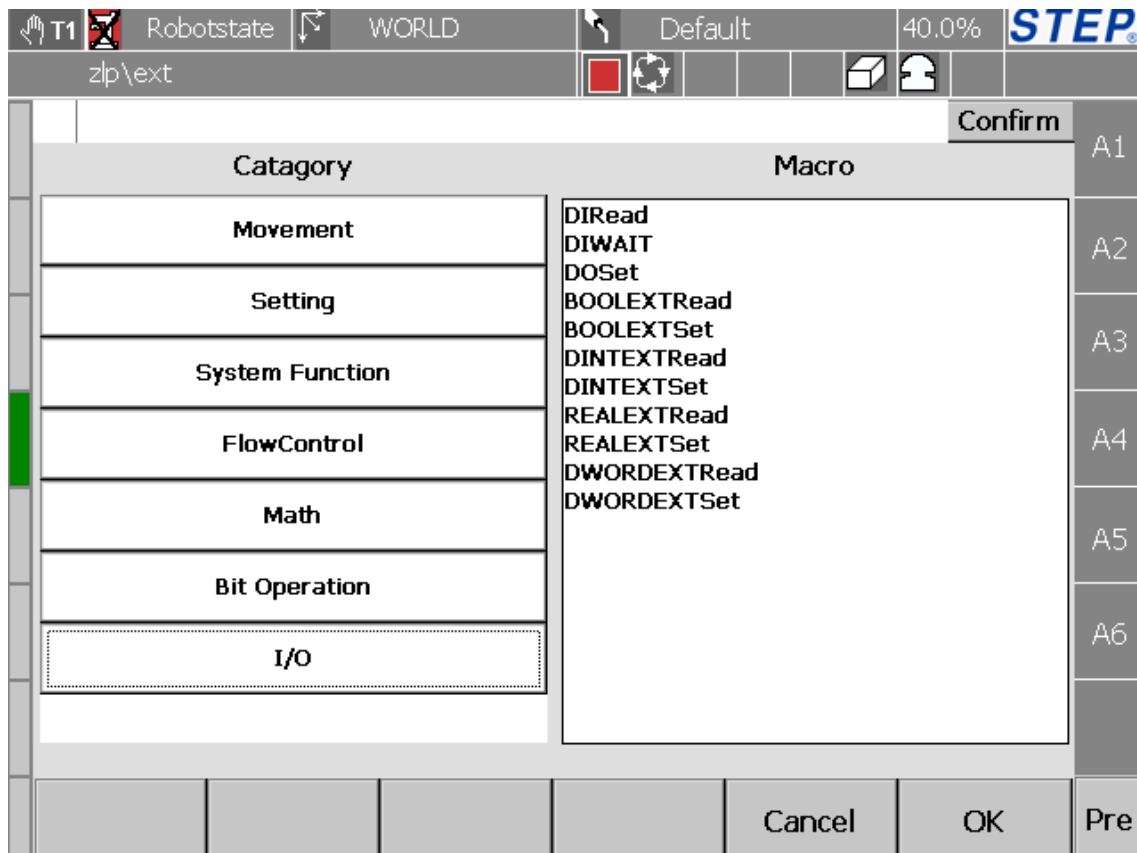 T1 Robotstate WORLD Default 40.0% STEP®
zlp\ext
Confirm
Catagory
Macro
Movement
Setting
System Function
FlowControl
Math
Bit Operation
I/O
DIRead
DIWAIT
DOSet
BOOLEXTRead
BOOLEXTSet
DINTEXTRead
DINTEXTSet
REALEXTRead
REALEXTSet
DWORDEXTRead
DWORDEXTSet
A1
A2
A3
A4
A5
A6
Cancel
OK
Pre